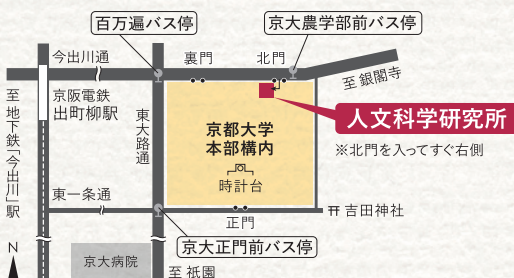 百万遍バス停
京大農学部前バス停
今出川通
裏門
北門
至 銀閣寺
至 地下鉄「今出川」駅
京阪電鉄
出町柳駅
東大路通
京都大学
本部構内
時計台
人文科学研究所
※北門を入ってすぐ右側
東一条通
正門
吉田神社
京大正門前バス停
N
京大病院
至 祇園